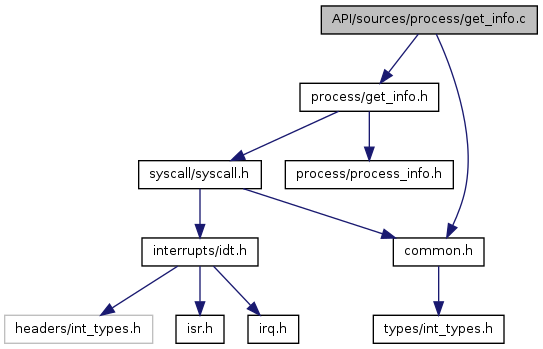 API/sources/process/get_info.c
process/get_info.h
syscall/syscall.h
process/process_info.h
interrupts/idt.h
common.h
headers/int_types.h
isr.h
irq.h
types/int_types.h